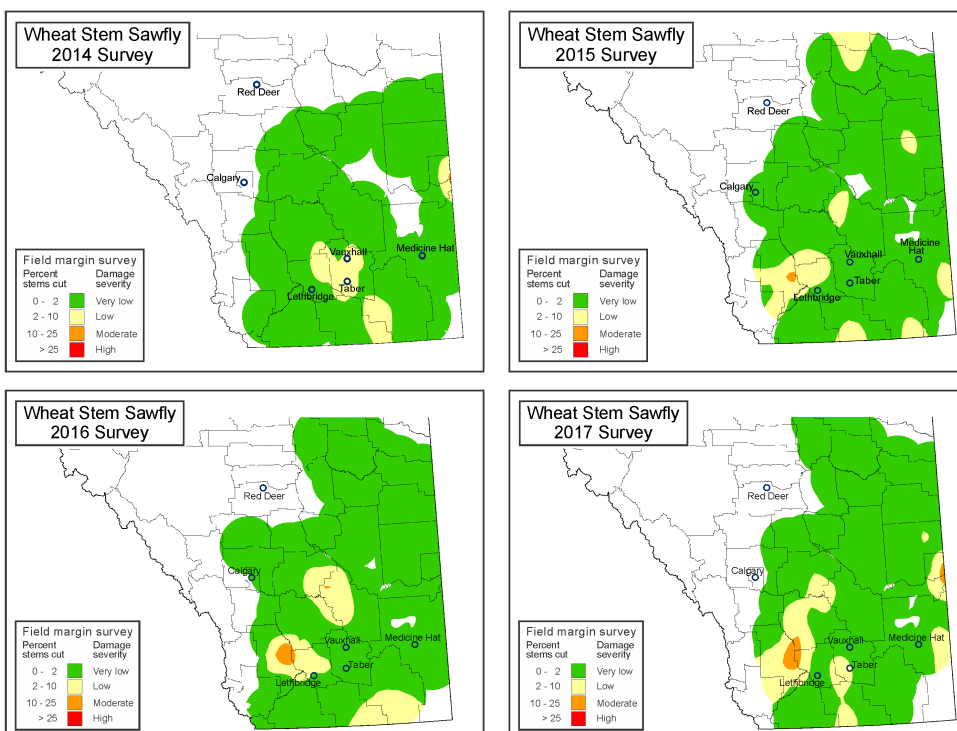 Wheat Stem Sawfly
2014 Survey
Red Deer
Calgary
Vauxhall
Medicine Hat
Taber
Lethbridge
Field margin survey
Percent Damage
stems cut severity
0 - 2 Very low
2 - 10 Low
10 - 25 Moderate
> 25 High
Wheat Stem Sawfly
2015 Survey
Red Deer
Calgary
Medicine
Hat
Vauxhall
Taber
Lethbridge
Field margin survey
Percent Damage
stems cut severity
0 - 2 Very low
2 - 10 Low
10 - 25 Moderate
> 25 High
Wheat Stem Sawfly
2016 Survey
Red Deer
Calgary
Vauxhall
Medicine Hat
Taber
Lethbridge
Field margin survey
Percent Damage
stems cut severity
0 - 2 Very low
2 - 10 Low
10 - 25 Moderate
> 25 High
Wheat Stem Sawfly
2017 Survey
Red Deer
Calgary
Vauxhall
Medicine Hat
Taber
Lethbridge
Field margin survey
Percent Damage
stems cut severity
0 - 2 Very low
2 - 10 Low
10 - 25 Moderate
> 25 High